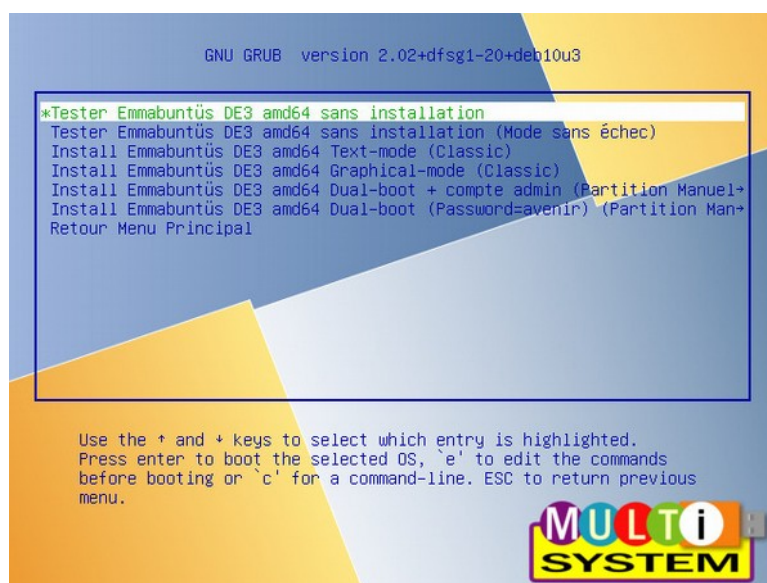 GNU GRUB version 2.02+dfsg1-20+deb10u3
*Tester Emmabuntüs DE3 amd64 sans installation
Tester Emmabuntüs DE3 amd64 sans installation (Mode sans échec)
Install Emmabuntüs DE3 amd64 Text-mode (Classic)
Install Emmabuntüs DE3 amd64 Graphical-mode (Classic)
Install Emmabuntüs DE3 amd64 Dual-boot + compte admin (Partition Manuel→
Install Emmabuntüs DE3 amd64 Dual-boot (Password=avenir) (Partition Man→
Retour Menu Principal
Use the ↑ and ↓ keys to select which entry is highlighted.
Press enter to boot the selected OS, `e' to edit the commands
before booting or `c' for a command-line. ESC to return previous
menu.
MULTi
SYSTEM